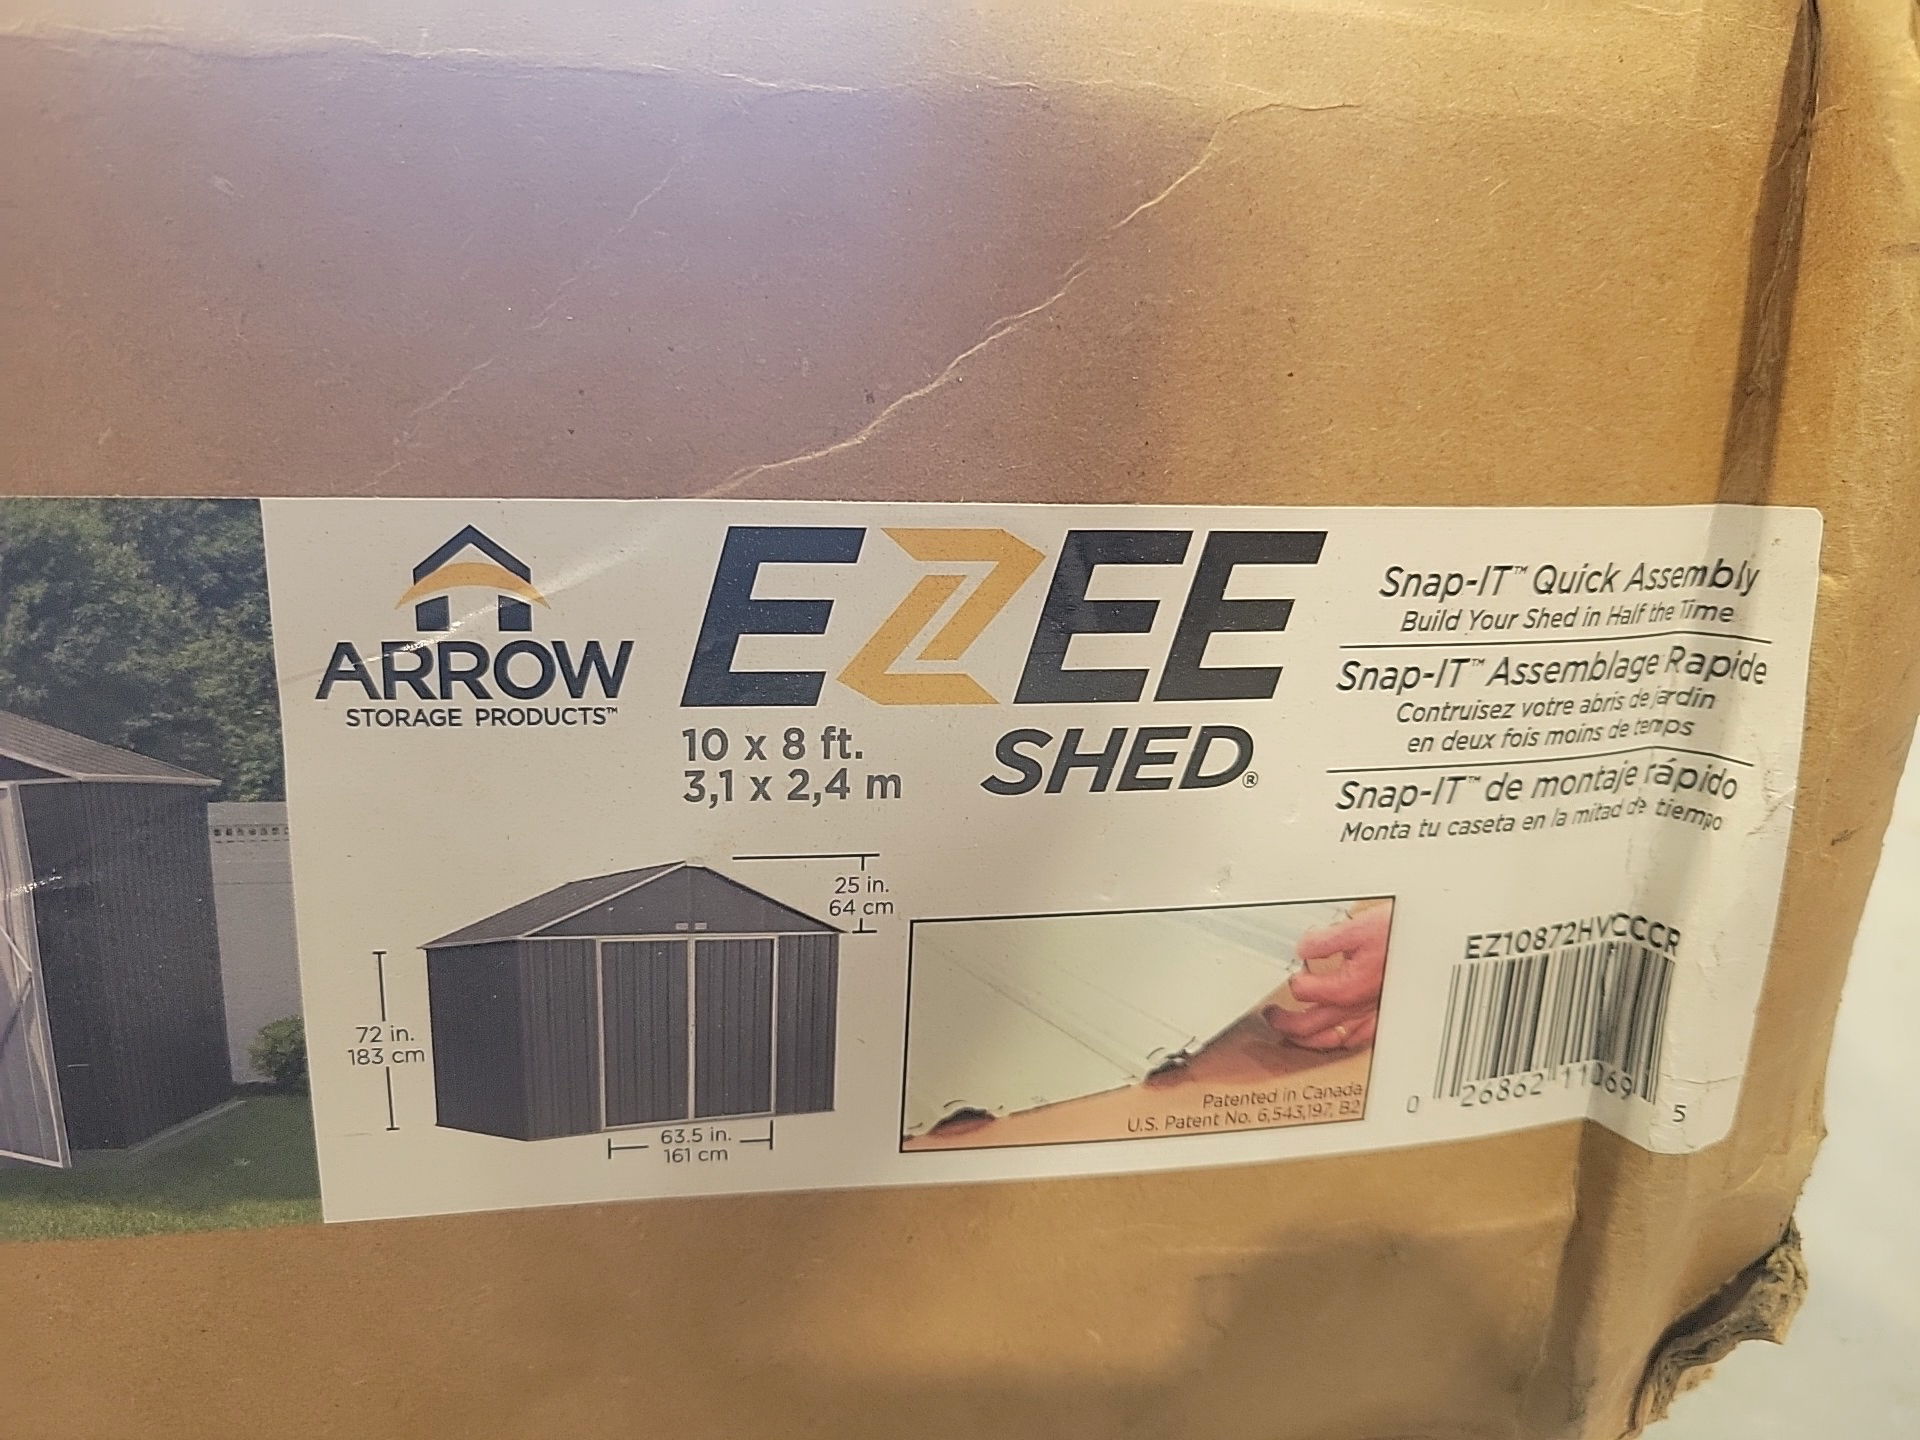 ARROW
STORAGE PRODUCTS™
EZEE
SHED®
10 x 8 ft.
3,1 x 2,4 m
Snap-IT™ Quick Assembly
Build Your Shed in Half the Time
Snap-IT™ Assemblage Rapide
Contruisez votre abris de jardin
en deux fois moins de temps
Snap-IT™ de montaje rápido
Monta tu caseta en la mitad de tiempo
25 in.
64 cm
72 in.
183 cm
63.5 in.
161 cm
Patented in Canada
U.S. Patent No. 6,543,197, B2
EZ10872HVCCCR
0 26862 11069 5